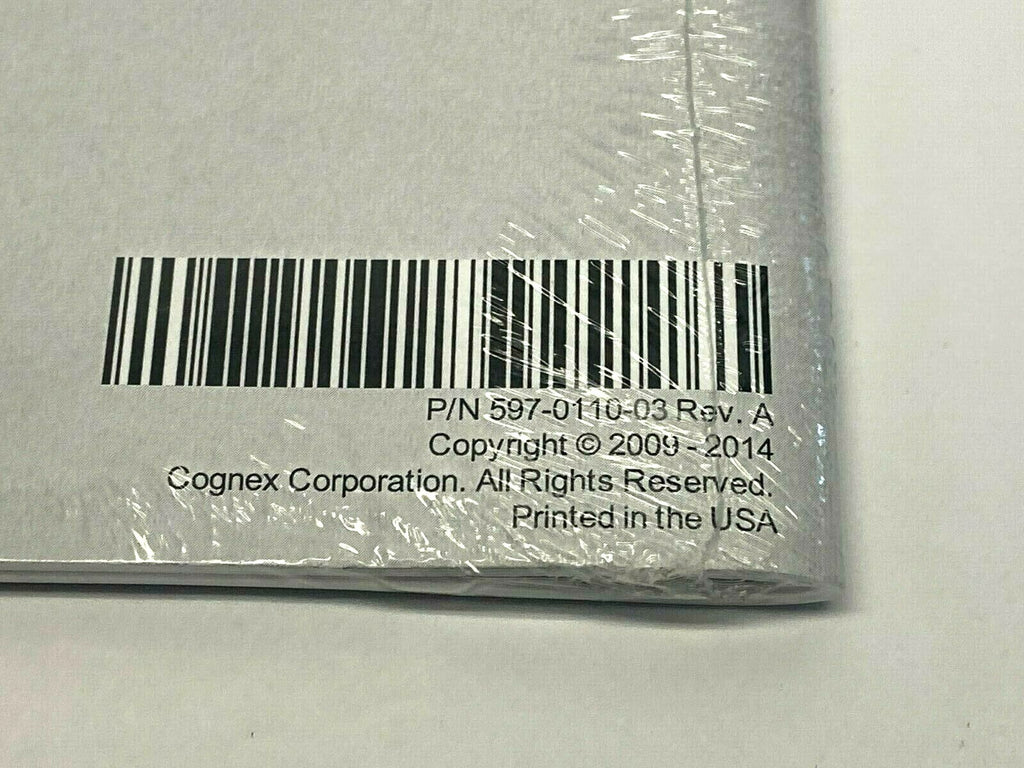 P/N 597-0110-03 Rev. A
Copyright © 2009 - 2014
Cognex Corporation. All Rights Reserved.
Printed in the USA